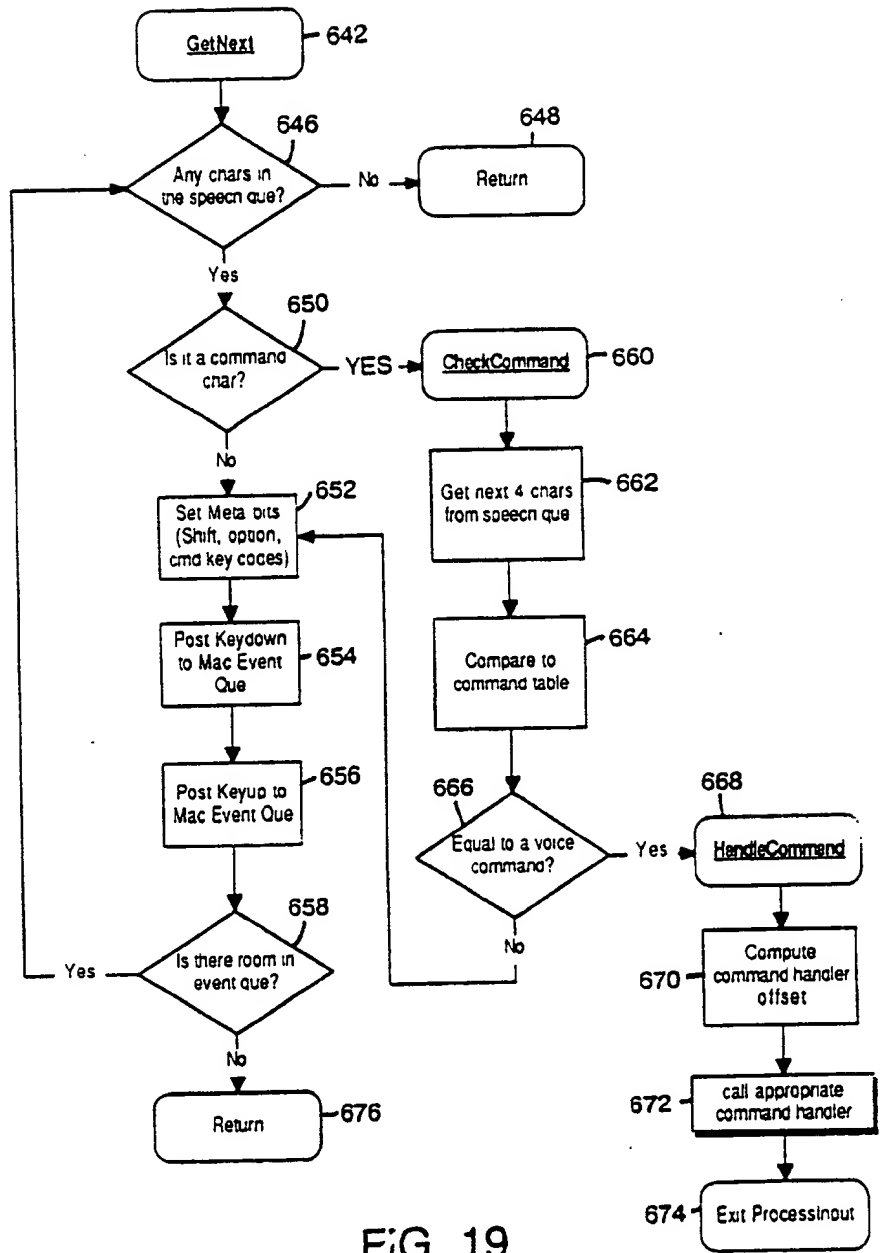 GetNext
642
646
Any chars in
the speecn que?
No
648
Return
Yes
650
Is it a command
char?
YES
CheckCommand
660
No
652
Set Meta bits
(Shift, option,
cmd key codes)
Get next 4 chars
from speecn que
662
Post Keydown
to Mac Event
Que
654
Compare to
command table
664
Post Keyup to
Mac Event Que
656
666
Equal to a voice
command?
Yes
668
HandleCommand
No
658
Is there room in
event que?
Yes
No
Return
676
Compute
command handler
offset
670
call appropriate
command handler
672
Exit ProcessInput
674
FIG. 19